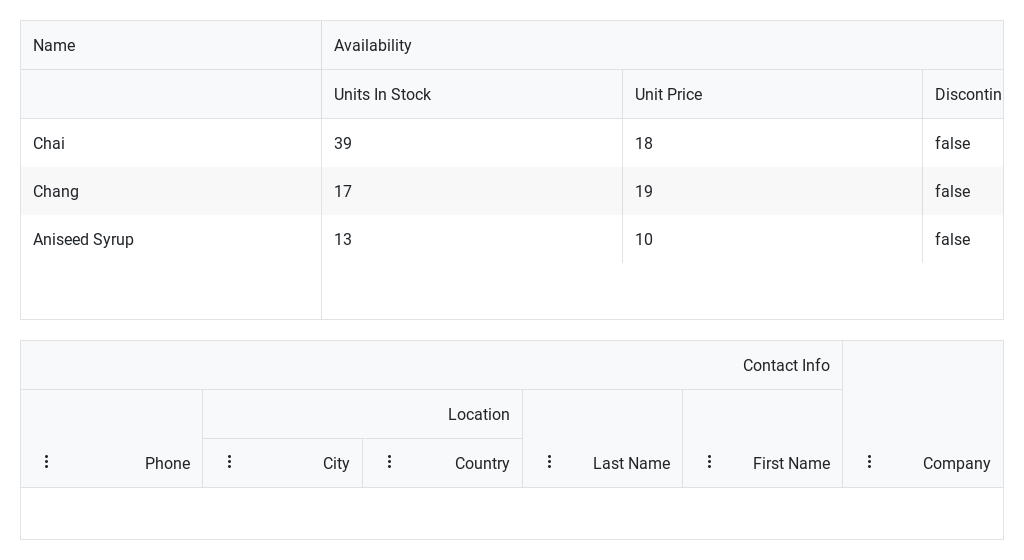 Name Availability
Units In Stock Unit Price Discontin
Chai 39 18 false
Chang 17 19 false
Aniseed Syrup 13 10 false
Contact Info
Location
Phone City Country Last Name First Name Company